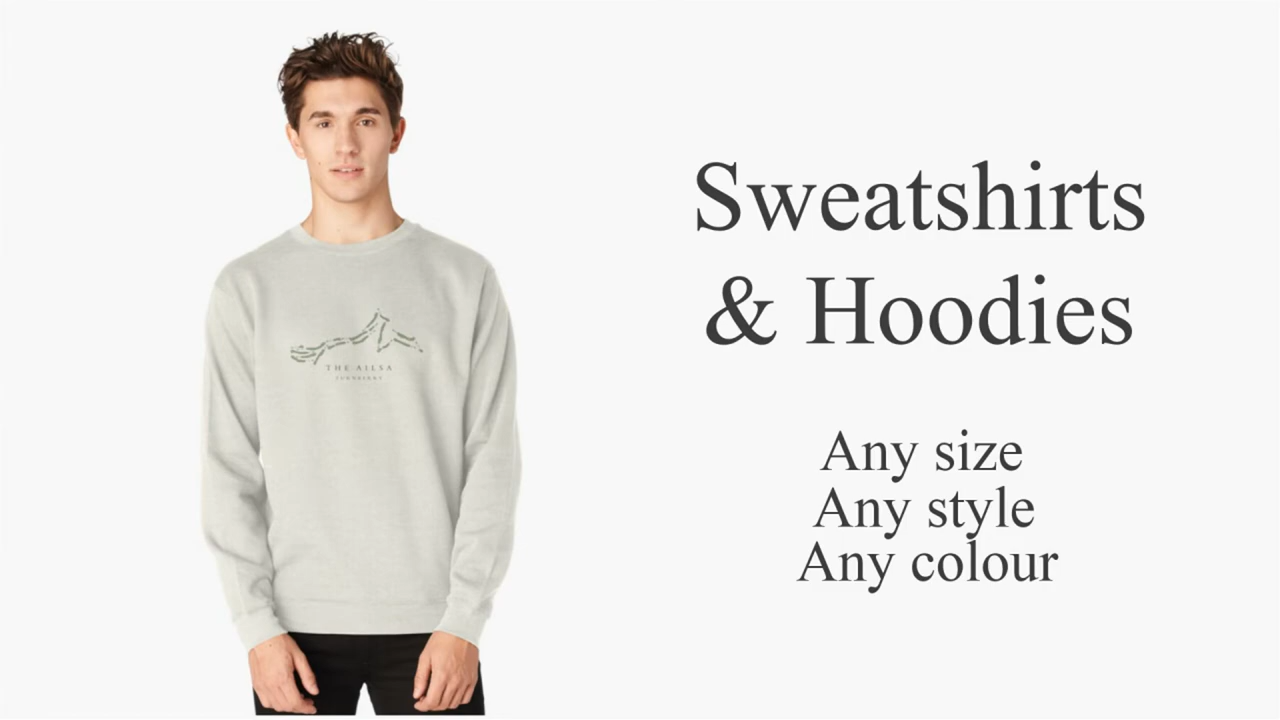 Sweatshirts
& Hoodies
Any size
Any style
Any colour
THE AILSA